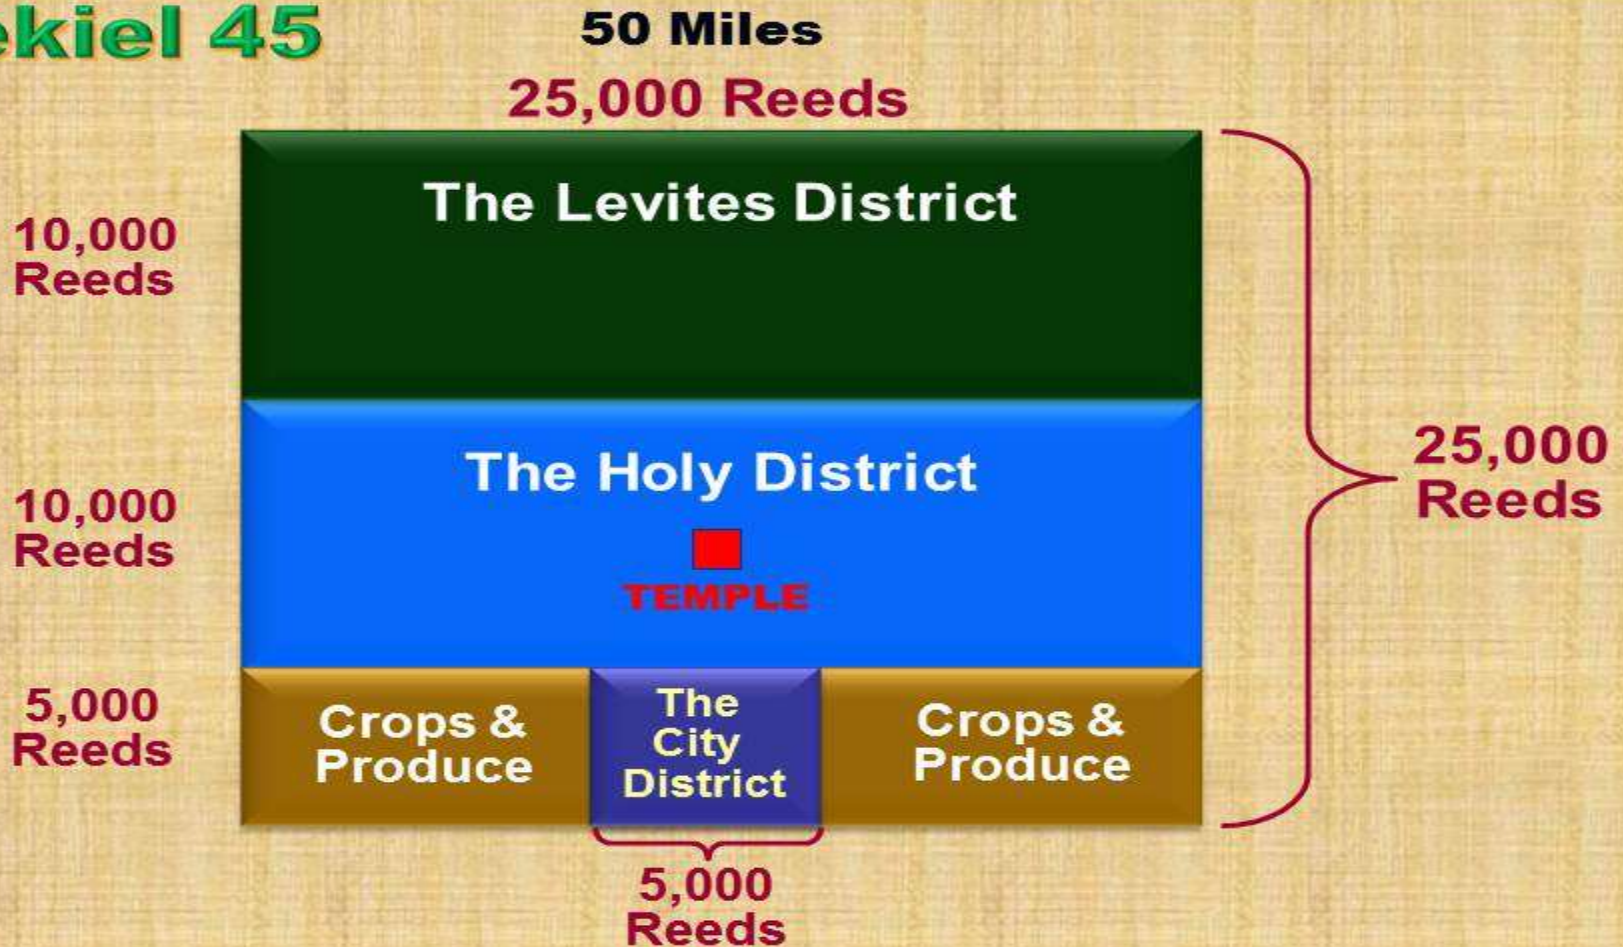 ekiel 45
50 Miles
25,000 Reeds
The Levites District
10,000
Reeds
The Holy District
10,000
Reeds
TEMPLE
25,000
Reeds
5,000
Reeds
Crops &
Produce
The
City
District
Crops &
Produce
5,000
Reeds